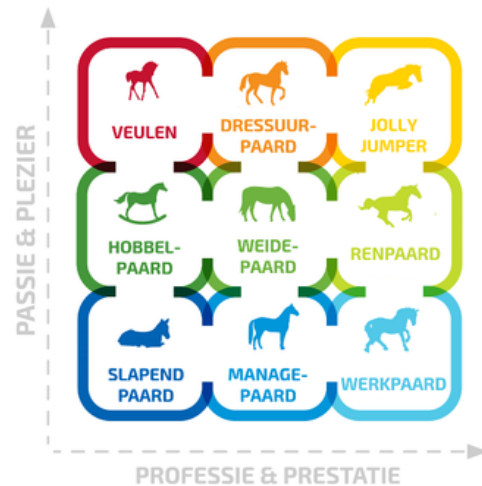 PASSIE & PLEZIER
VEULEN
DRESSUUR-
PAARD
JOLLY
JUMPER
HOBBEL-
PAARD
WEIDE-
PAARD
RENPAARD
SLAPEND
PAARD
MANAGE-
PAARD
WERKPAARD
PROFESSIE & PRESTATIE